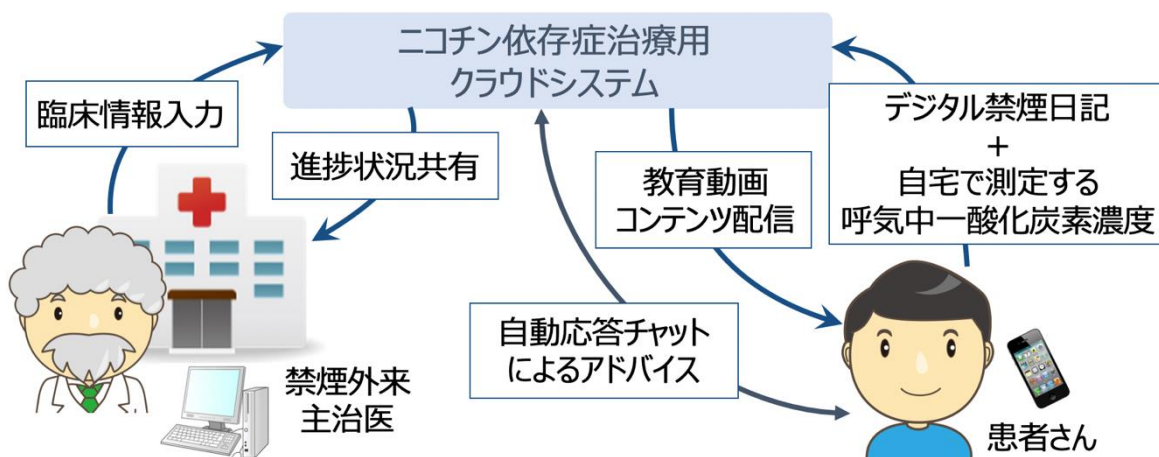 ニコチン依存症治療用
クラウドシステム
臨床情報入力
進捗状況共有
教育動画
コンテンツ配信
デジタル禁煙日記
+
自宅で測定する
呼気中一酸化炭素濃度
自動応答チャット
によるアドバイス
禁煙外来
主治医
患者さん